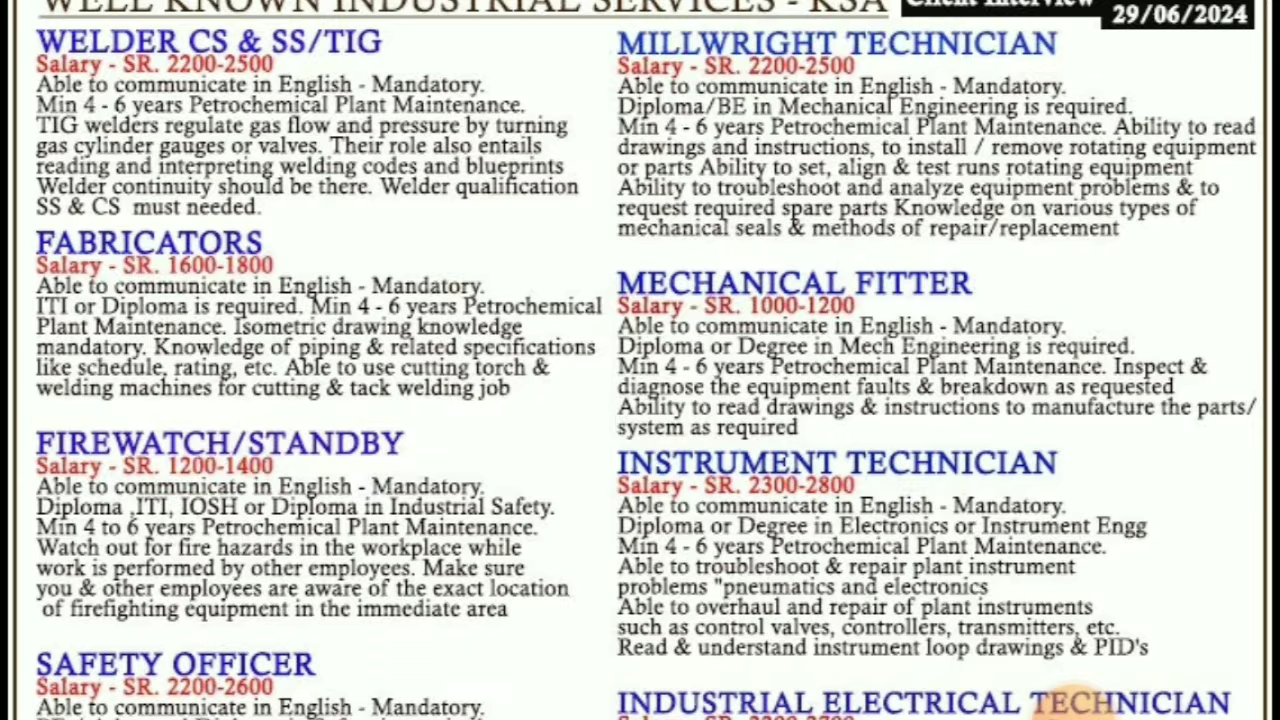 WELL KNOWN INDUSTRIAL SERVICES - KSA
Client Interview
29/06/2024
WELDER CS & SS/TIG
Salary - SR. 2200-2500
Able to communicate in English - Mandatory.
Min 4 - 6 years Petrochemical Plant Maintenance.
TIG welders regulate gas flow and pressure by turning
gas cylinder gauges or valves. Their role also entails
reading and interpreting welding codes and blueprints
Welder continuity should be there. Welder qualification
SS & CS must needed.
FABRICATORS
Salary - SR. 1600-1800
Able to communicate in English - Mandatory.
ITI or Diploma is required. Min 4 - 6 years Petrochemical
Plant Maintenance. Isometric drawing knowledge
mandatory. Knowledge of piping & related specifications
like schedule, rating, etc. Able to use cutting torch &
welding machines for cutting & tack welding job
FIREWATCH/STANDBY
Salary - SR. 1200-1400
Able to communicate in English - Mandatory.
Diploma ,ITI, IOSH or Diploma in Industrial Safety.
Min 4 to 6 years Petrochemical Plant Maintenance.
Watch out for fire hazards in the workplace while
work is performed by other employees. Make sure
you & other employees are aware of the exact location
of firefighting equipment in the immediate area
SAFETY OFFICER
Salary - SR. 2200-2600
Able to communicate in English - Mandatory.
MILLWRIGHT TECHNICIAN
Salary - SR. 2200-2500
Able to communicate in English - Mandatory.
Diploma/BE in Mechanical Engineering is required.
Min 4 - 6 years Petrochemical Plant Maintenance. Ability to read
drawings and instructions, to install / remove rotating equipment
or parts Ability to set, align & test runs rotating equipment
Ability to troubleshoot and analyze equipment problems & to
request required spare parts Knowledge on various types of
mechanical seals & methods of repair/replacement
MECHANICAL FITTER
Salary - SR. 1000-1200
Able to communicate in English - Mandatory.
Diploma or Degree in Mech Engineering is required.
Min 4 - 6 years Petrochemical Plant Maintenance. Inspect &
diagnose the equipment faults & breakdown as requested
Ability to read drawings & instructions to manufacture the parts/
system as required
INSTRUMENT TECHNICIAN
Salary - SR. 2300-2800
Able to communicate in English - Mandatory.
Diploma or Degree in Electronics or Instrument Engg
Min 4 - 6 years Petrochemical Plant Maintenance.
Able to troubleshoot & repair plant instrument
problems "pneumatics and electronics
Able to overhaul and repair of plant instruments
such as control valves, controllers, transmitters, etc.
Read & understand instrument loop drawings & PID's
INDUSTRIAL ELECTRICAL TECHNICIAN